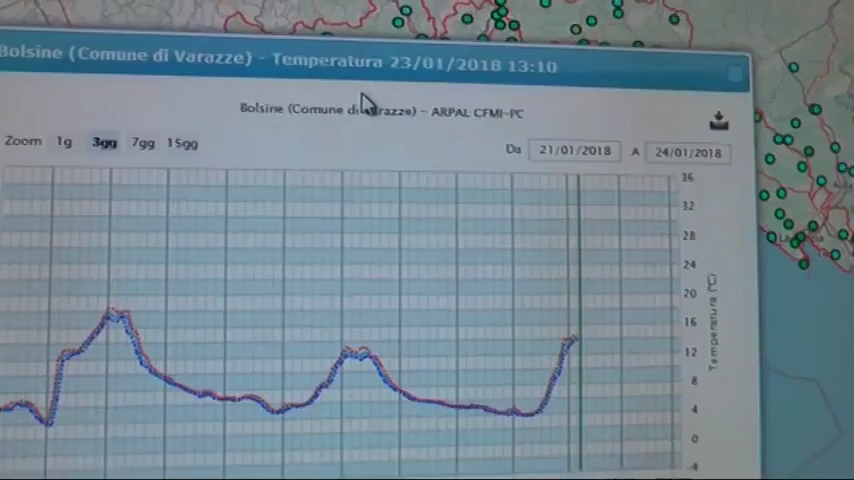 Bolsine (Comune di Varazze) - Temperatura 23/01/2018 13:10
Bolsine (Comune di Varazze) - ARPAL CFMI-PC
Zoom 1g 3gg 7gg 15gg Da 21/01/2018 A 24/01/2018
36
32
28
24
20
16
12
8
4
0
-4
Temperatura (°C)